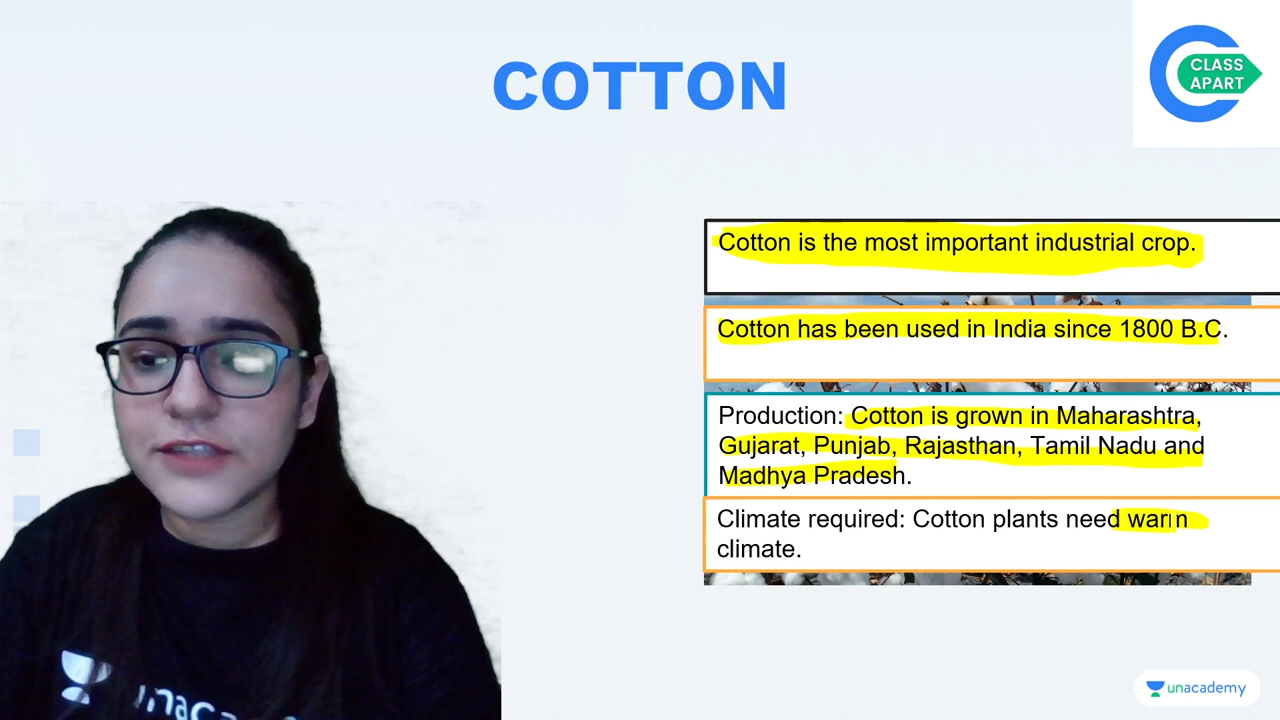 COTTON
CLASS
APART
Cotton is the most important industrial crop.
Cotton has been used in India since 1800 B.C.
Production: Cotton is grown in Maharashtra,
Gujarat, Punjab, Rajasthan, Tamil Nadu and
Madhya Pradesh.
Climate required: Cotton plants need warm
climate.
unacademy